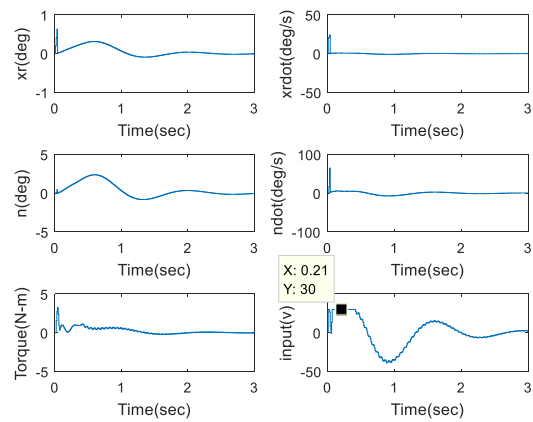 1
0
-1
xr(deg)
0 1 2 3
Time(sec)
50
0
-50
xrdot(deg/s)
0 1 2 3
Time(sec)
5
0
-5
n(deg)
0 1 2 3
Time(sec)
100
0
-100
ndot(deg/s)
0 1 2 3
Time(sec)
5
0
-5
Torque(N-m)
0 1 2 3
Time(sec)
X: 0.21
Y: 30
50
0
-50
input(v)
0 1 2 3
Time(sec)